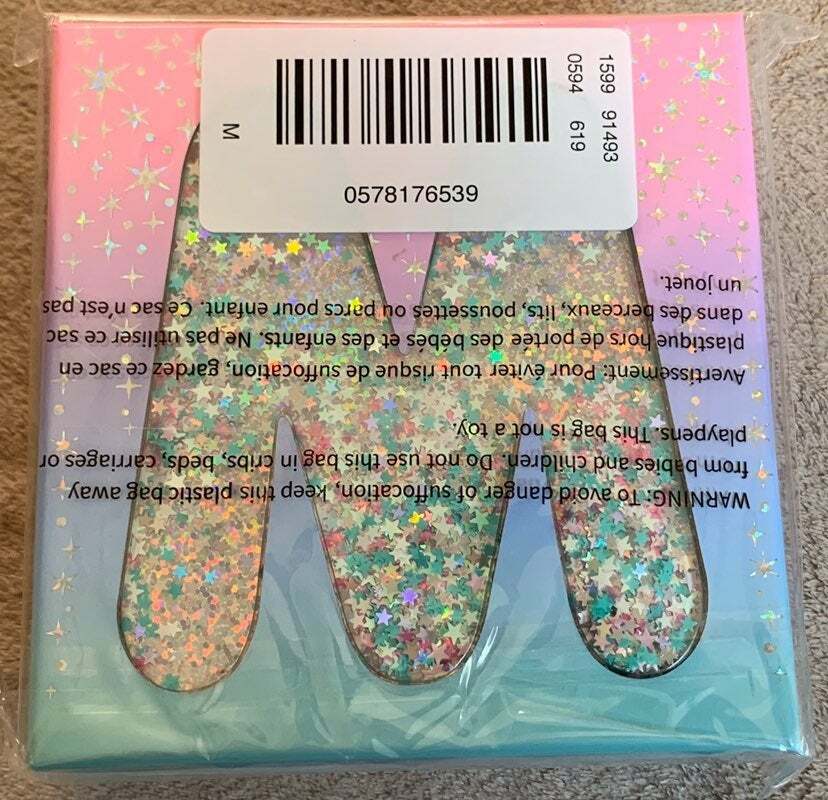 1599 91493
0594 619
M
0578176539
WARNING: To avoid danger of suffocation, keep this plastic bag away
from babies and children. Do not use this bag in cribs, beds, carriages or
playpens. This bag is not a toy.
Avertissement: Pour éviter tout risque de suffocation, gardez ce sac en
plastique hors de portée des bébés et des enfants. Ne pas utiliser ce sac
dans des berceaux, lits, poussettes ou parcs pour enfant. Ce sac n'est pas
un jouet.
M